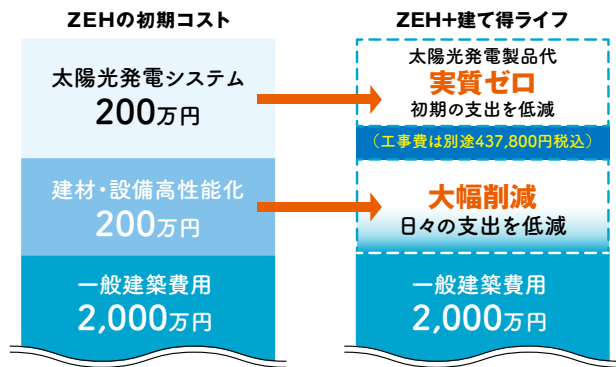 ZEHの初期コスト
太陽光発電システム
200万円
建材・設備高性能化
200万円
一般建築費用
2,000万円
ZEH+建て得ライフ
太陽光発電製品代
実質ゼロ
初期の支出を低減
（工事費は別途437,800円税込）
大幅削減
日々の支出を低減
一般建築費用
2,000万円